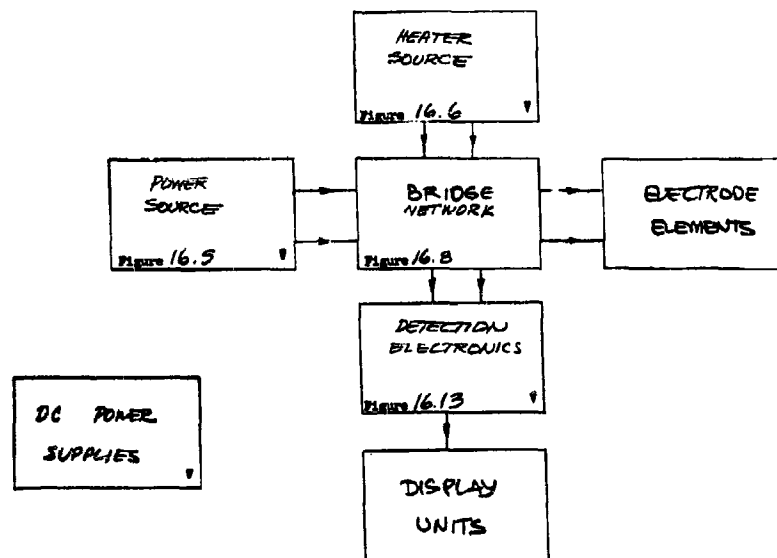 HEATER
SOURCE
Figure 16.6
POWER
SOURCE
Figure 16.5
BRIDGE
NETWORK
Figure 16.8
ELECTRODE
ELEMENTS
DETECTION
ELECTRONICS
Figure 16.13
DC POWER
SUPPLIES
DISPLAY
UNITS